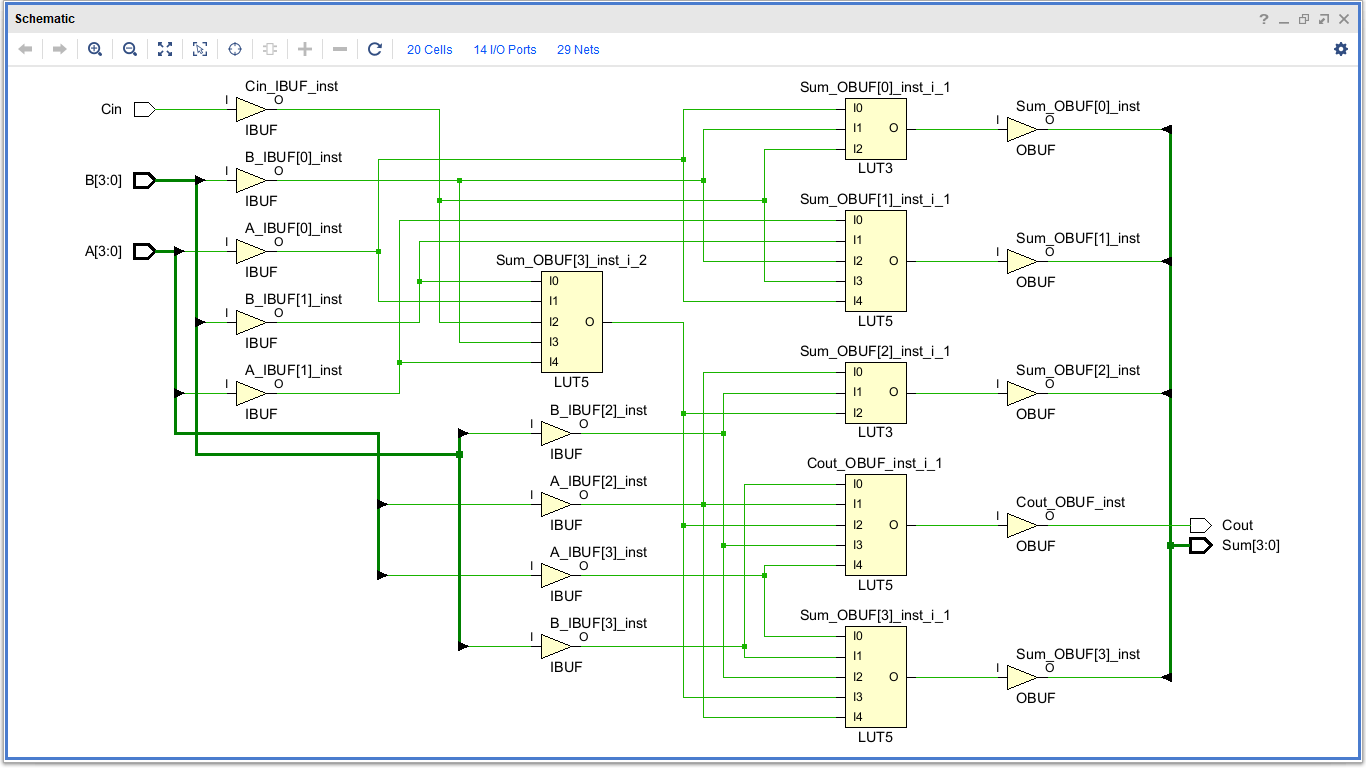 Schematic
20 Cells 14 I/O Ports 29 Nets
Cin
I
Cin_IBUF_inst
O
IBUF
B[3:0]
I
B_IBUF[0]_inst
O
IBUF
A[3:0]
I
A_IBUF[0]_inst
O
IBUF
I
B_IBUF[1]_inst
O
IBUF
I
A_IBUF[1]_inst
O
IBUF
Sum_OBUF[3]_inst_i_2
I0
I1
I2
I3
I4
O
LUT5
I
B_IBUF[2]_inst
O
IBUF
I
A_IBUF[2]_inst
O
IBUF
I
A_IBUF[3]_inst
O
IBUF
I
B_IBUF[3]_inst
O
IBUF
Sum_OBUF[0]_inst_i_1
I0
I1
I2
O
LUT3
Sum_OBUF[1]_inst_i_1
I0
I1
I2
I3
I4
O
LUT5
Sum_OBUF[2]_inst_i_1
I0
I1
I2
O
LUT3
Cout_OBUF_inst_i_1
I0
I1
I2
I3
I4
O
LUT5
Sum_OBUF[3]_inst_i_1
I0
I1
I2
I3
I4
O
LUT5
I
Sum_OBUF[0]_inst
O
OBUF
I
Sum_OBUF[1]_inst
O
OBUF
I
Sum_OBUF[2]_inst
O
OBUF
I
Cout_OBUF_inst
O
OBUF
I
Sum_OBUF[3]_inst
O
OBUF
Cout
Sum[3:0]